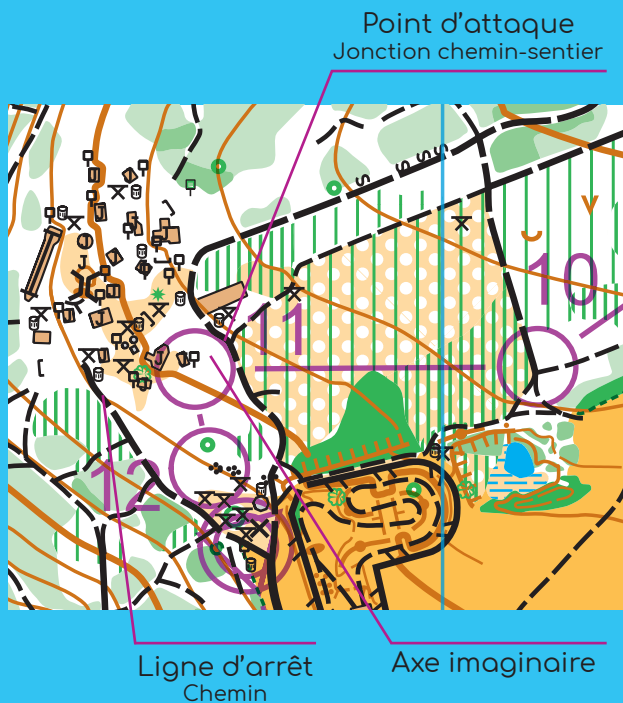 Point d’attaque
Jonction chemin-sentier
10
11
12
Ligne d’arrêt
Chemin
Axe imaginaire